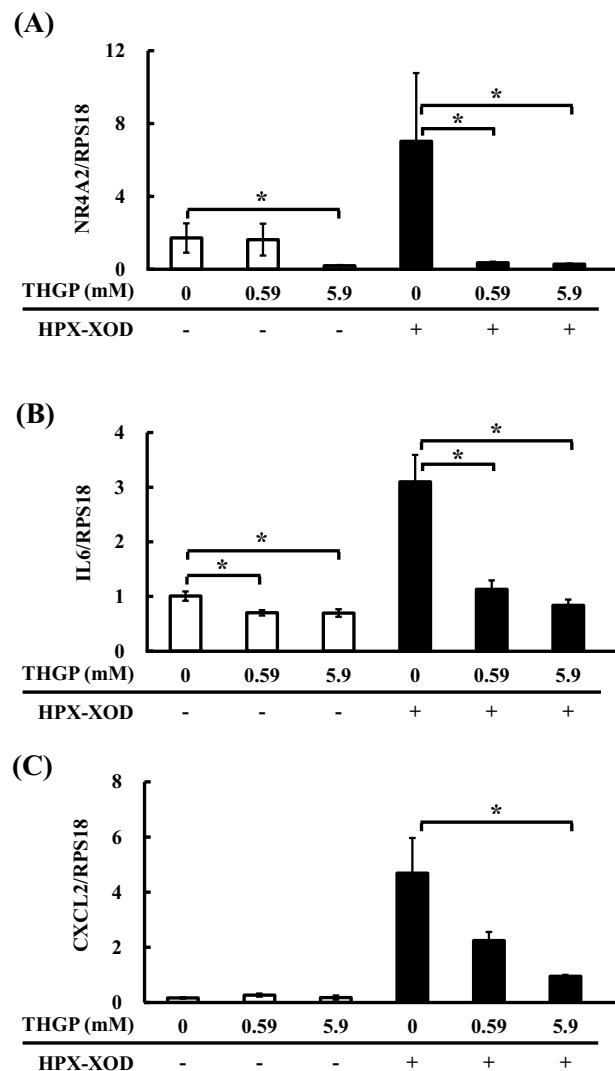 (A)
12
8
4
0
NR4A2/RPS18
*
*
*
THGP (mM) 0 0.59 5.9 0 0.59 5.9
HPX-XOD - - - + + +
(B)
4
3
2
1
0
IL6/RPS18
*
*
*
*
THGP (mM) 0 0.59 5.9 0 0.59 5.9
HPX-XOD - - - + + +
(C)
8
6
4
2
0
CXCL2/RPS18
*
THGP (mM) 0 0.59 5.9 0 0.59 5.9
HPX-XOD - - - + + +